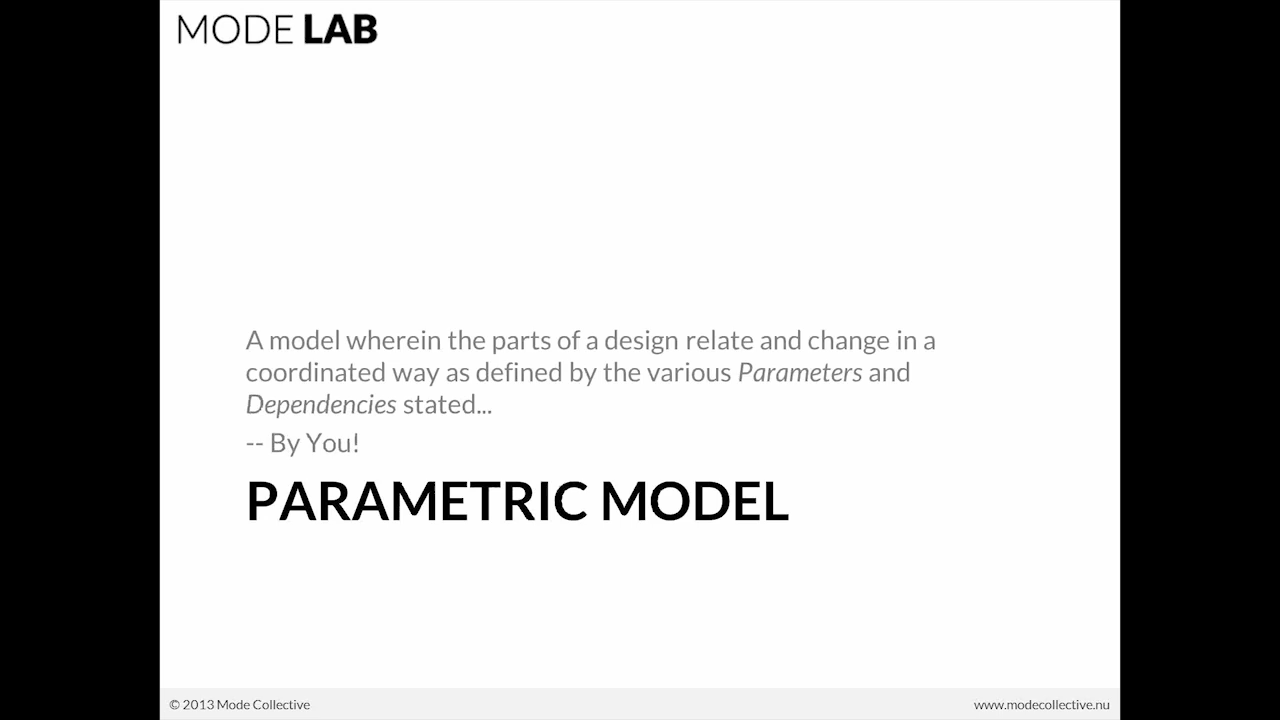 MODE LAB
A model wherein the parts of a design relate and change in a
coordinated way as defined by the various Parameters and
Dependencies stated...
-- By You!
PARAMETRIC MODEL
© 2013 Mode Collective
www.modecollective.nu